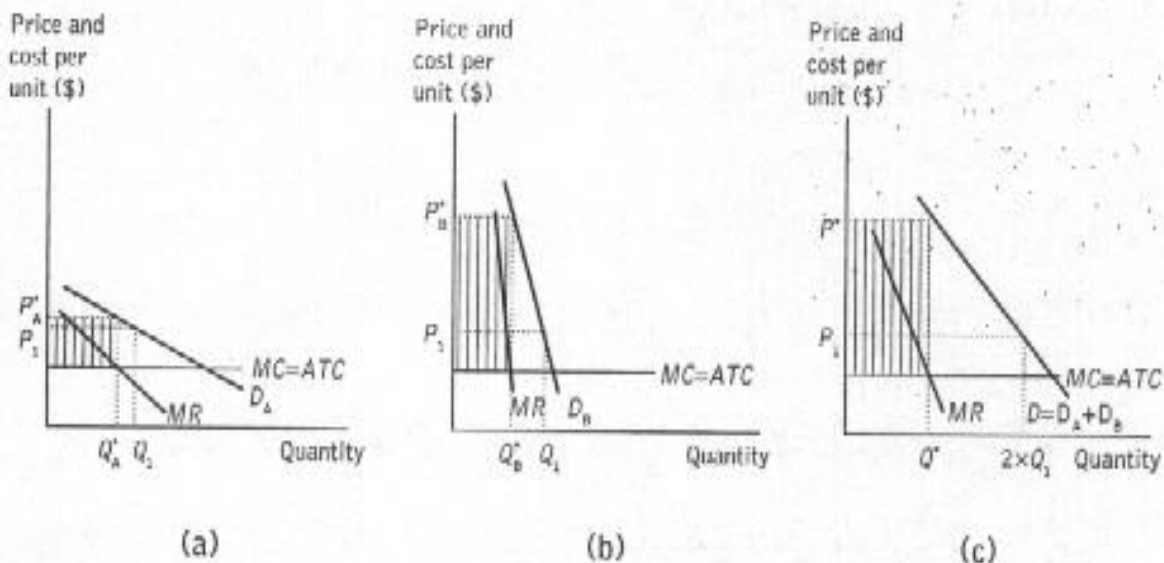 Price and
cost per
unit ($)
P*A
P1
MC=ATC
DA
MR
Q*A Q1 Quantity
(a)
Price and
cost per
unit ($)
P*B
P1
MC=ATC
MR DB
Q*B Q1 Quantity
(b)
Price and
cost per
unit ($)
P*
P1
MC=ATC
MR D=DA+DB
Q* 2×Q1 Quantity
(c)